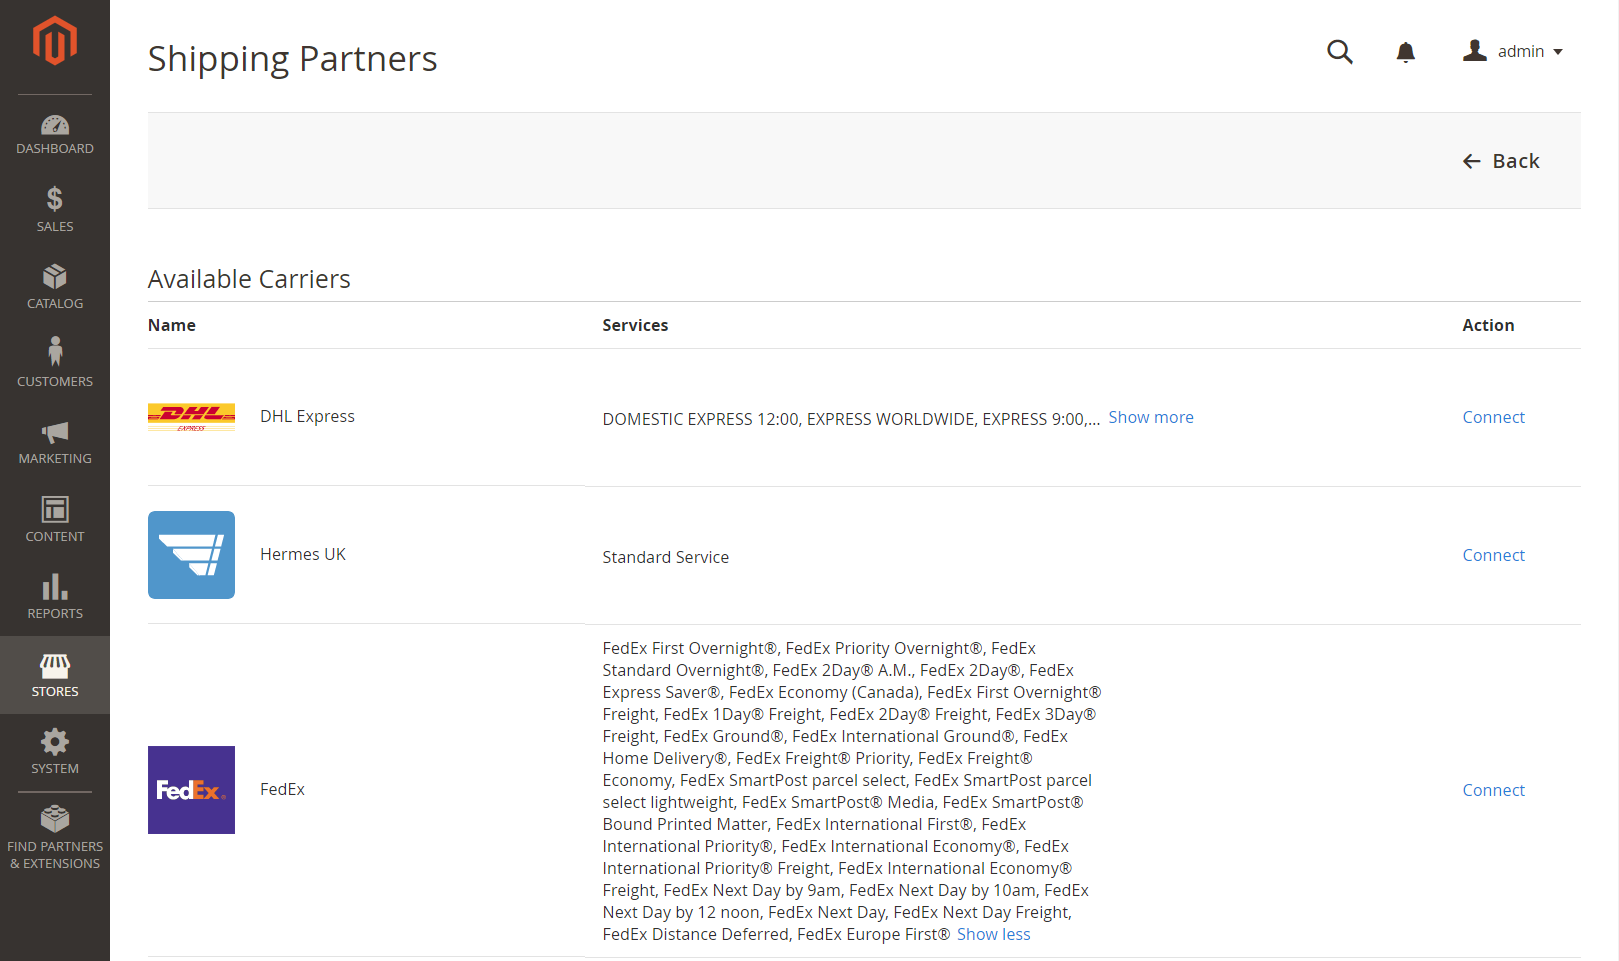 Shipping Partners
admin
Back
DASHBOARD
SALES
CATALOG
CUSTOMERS
MARKETING
CONTENT
REPORTS
STORES
SYSTEM
FIND PARTNERS
& EXTENSIONS
Available Carriers
Name Services Action
DHL
EXPRESS
DHL Express DOMESTIC EXPRESS 12:00, EXPRESS WORLDWIDE, EXPRESS 9:00,... Show more Connect
Hermes UK Standard Service Connect
FedEx First Overnight®, FedEx Priority Overnight®, FedEx
Standard Overnight®, FedEx 2Day® A.M., FedEx 2Day®, FedEx
Express Saver®, FedEx Economy (Canada), FedEx First Overnight®
Freight, FedEx 1Day® Freight, FedEx 2Day® Freight, FedEx 3Day®
Freight, FedEx Ground®, FedEx International Ground®, FedEx
Home Delivery®, FedEx Freight® Priority, FedEx Freight®
Economy, FedEx SmartPost parcel select, FedEx SmartPost parcel
select lightweight, FedEx SmartPost® Media, FedEx SmartPost®
Bound Printed Matter, FedEx International First®, FedEx
International Priority®, FedEx International Economy®, FedEx
International Priority® Freight, FedEx International Economy®
Freight, FedEx Next Day by 9am, FedEx Next Day by 10am, FedEx
Next Day by 12 noon, FedEx Next Day, FedEx Next Day Freight,
FedEx Distance Deferred, FedEx Europe First® Show less
FedEx®
FedEx
Connect